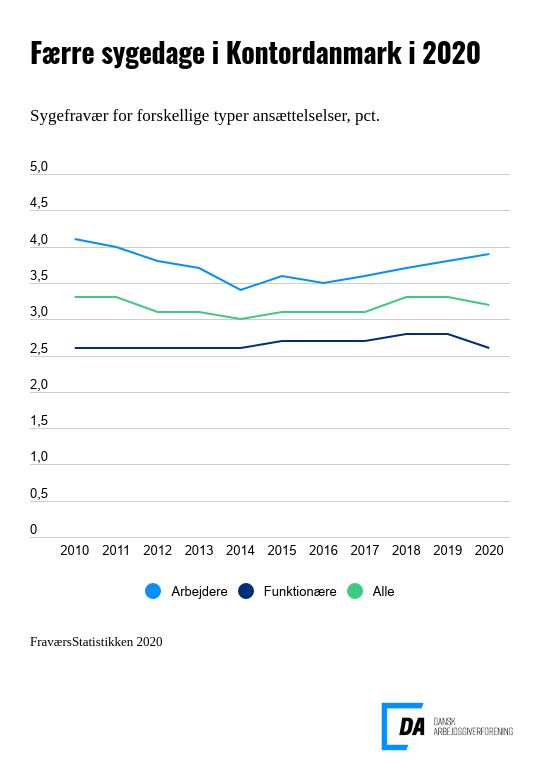 Færre sygedage i Kontordanmark i 2020
Sygefravær for forskellige typer ansættelselser, pct.
5,0
4,5
4,0
3,5
3,0
2,5
2,0
1,5
1,0
0,5
0
2010 2011 2012 2013 2014 2015 2016 2017 2018 2019 2020
Arbejdere Funktionære Alle
FraværsStatistikken 2020
DA DANSK
ARBEJDSGIVERFORENING